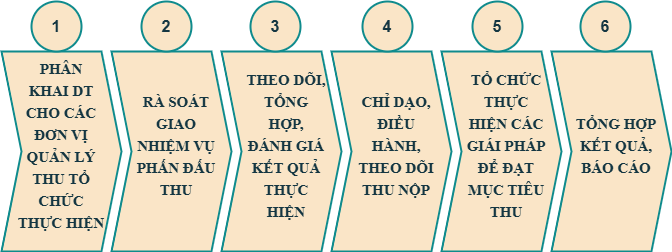 1
PHÂN
KHAI DT
CHO CÁC
ĐƠN VỊ
QUẢN LÝ
THU TỔ
CHỨC
THỰC HIỆN
2
RÀ SOÁT
GIAO
NHIỆM VỤ
PHẤN ĐẤU
THU
3
THEO DÕI,
TỔNG
HỢP,
ĐÁNH GIÁ
KẾT QUẢ
THỰC
HIỆN
4
CHỈ DẠO,
ĐIỀU
HÀNH,
THEO DÕI
THU NỘP
5
TỔ CHỨC
THỰC
HIỆN CÁC
GIẢI PHÁP
ĐỂ ĐẠT
MỤC TIÊU
THU
6
TỔNG HỢP
KẾT QUẢ,
BÁO CÁO